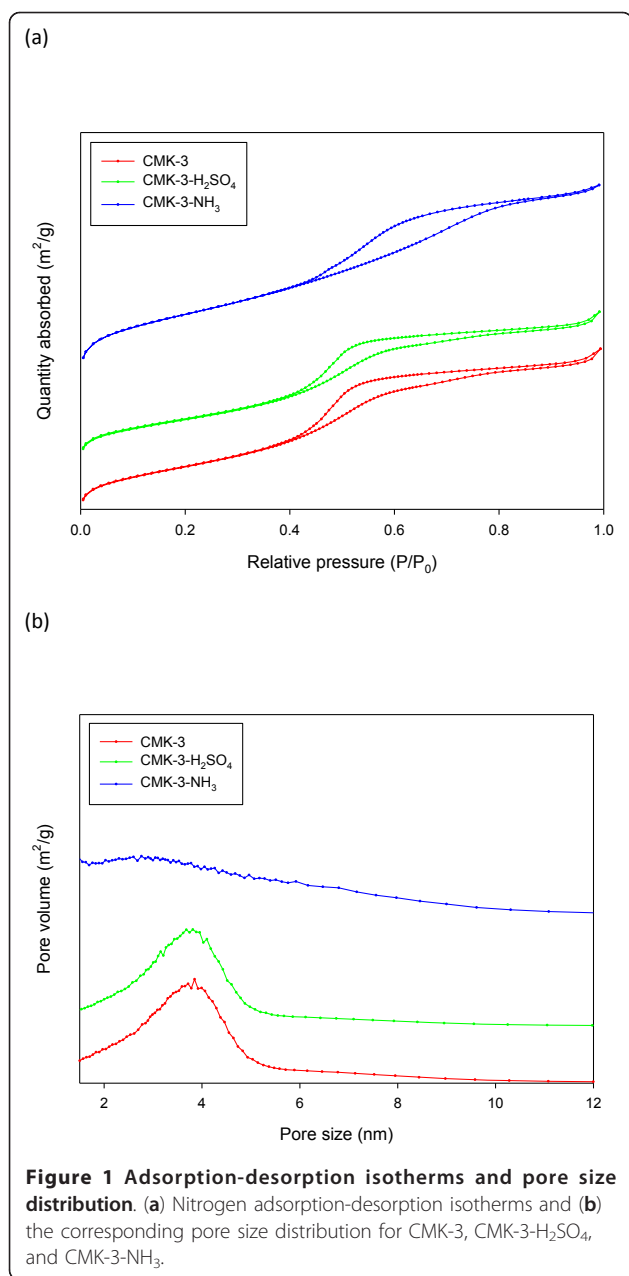 (a)
CMK-3
CMK-3-H₂SO₄
CMK-3-NH₃
Quantity absorbed (m²/g)
0.0 0.2 0.4 0.6 0.8 1.0
Relative pressure (P/P₀)
(b)
CMK-3
CMK-3-H₂SO₄
CMK-3-NH₃
Pore volume (m²/g)
2 4 6 8 10 12
Pore size (nm)
Figure 1 Adsorption-desorption isotherms and pore size
distribution. (a) Nitrogen adsorption-desorption isotherms and (b)
the corresponding pore size distribution for CMK-3, CMK-3-H₂SO₄,
and CMK-3-NH₃.